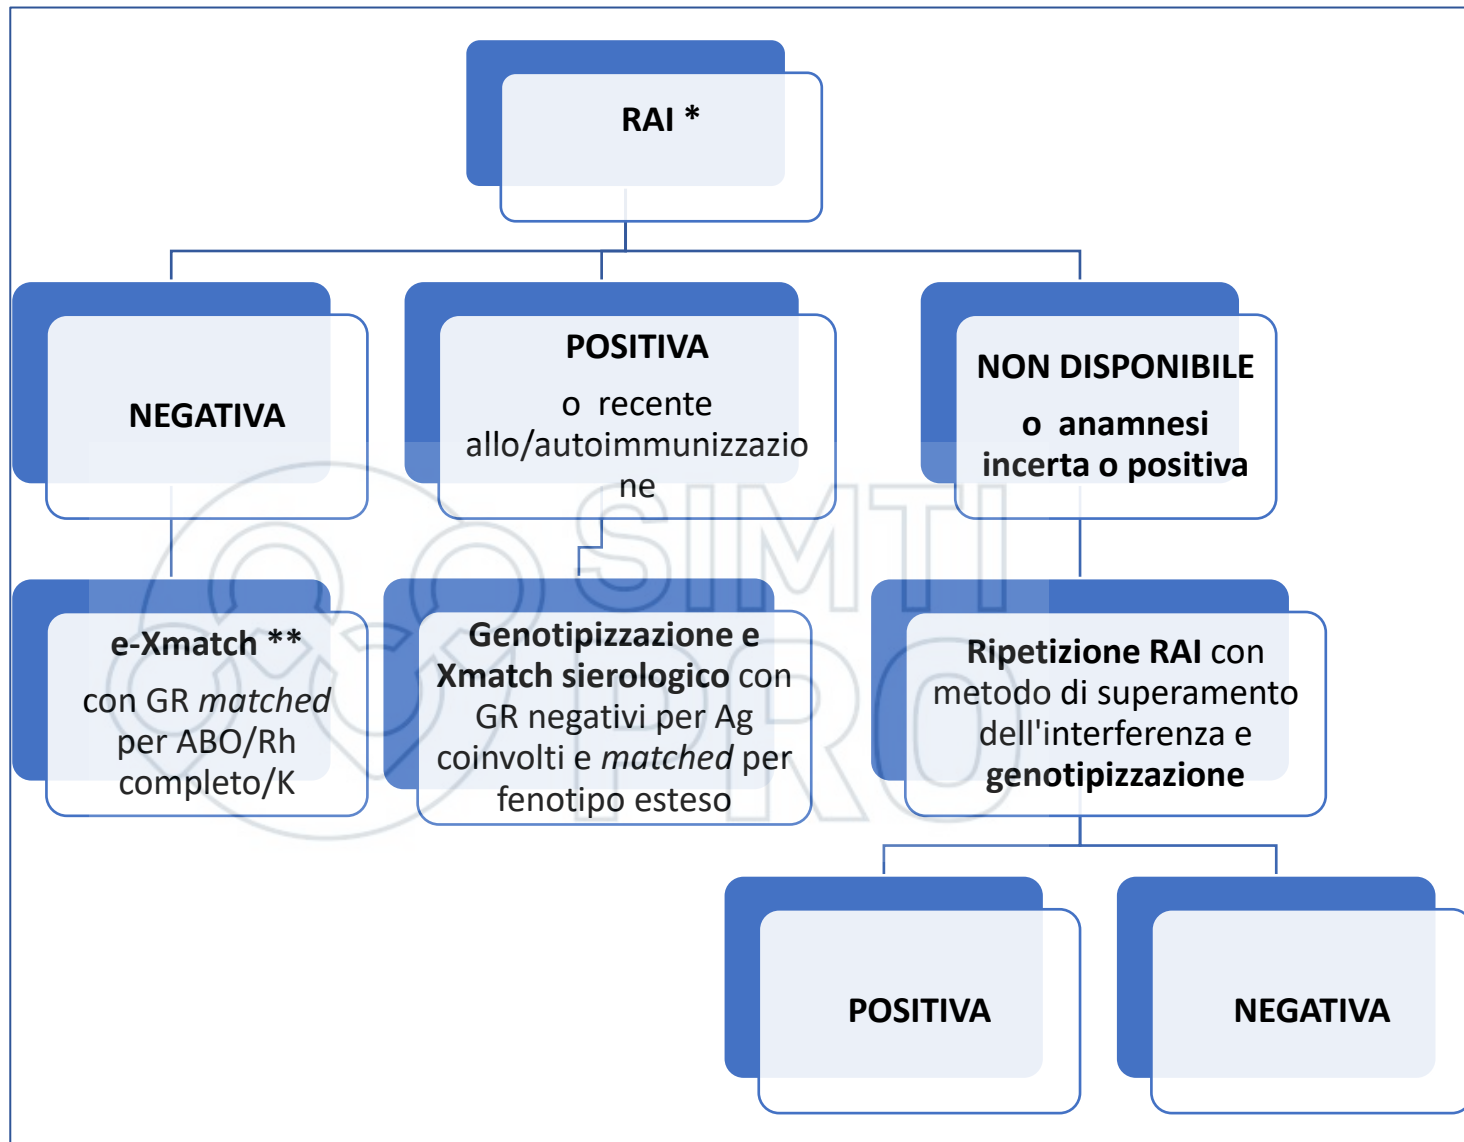 RAI *
NEGATIVA
POSITIVA
o recente
allo/autoimmunizzazio
ne
NON DISPONIBILE
o anamnesi
incerta o positiva
e-Xmatch **
con GR matched
per ABO/Rh
completo/K
Genotipizzazione e
Xmatch sierologico con
GR negativi per Ag
coinvolti e matched per
fenotipo esteso
Ripetizione RAI con
metodo di superamento
dell'interferenza e
genotipizzazione
POSITIVA
NEGATIVA
SIMTI
PRO